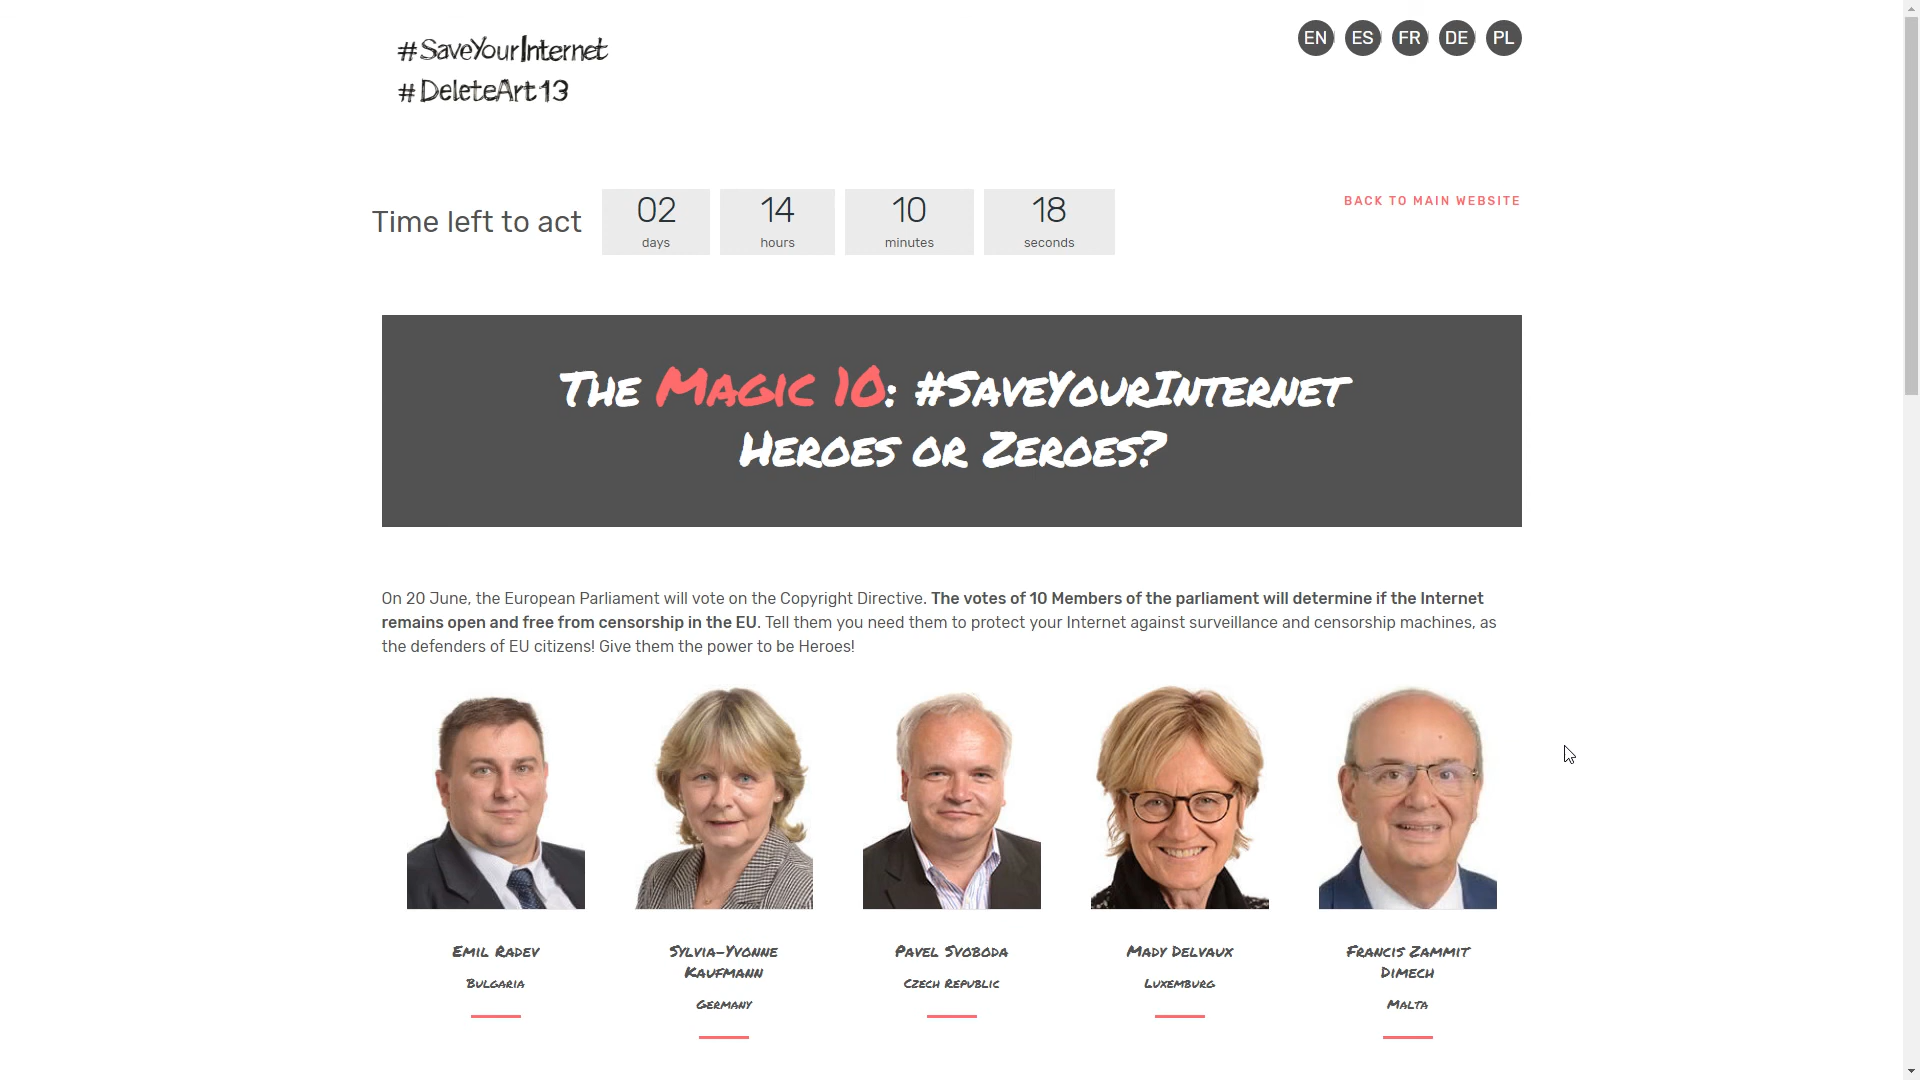 #SaveYourInternet
#DeleteArt13
EN ES FR DE PL
Time left to act
02 days
14 hours
10 minutes
18 seconds
BACK TO MAIN WEBSITE
The Magic 10: #SaveYourInternet
Heroes or Zeroes?
On 20 June, the European Parliament will vote on the Copyright Directive. The votes of 10 Members of the parliament will determine if the Internet
remains open and free from censorship in the EU. Tell them you need them to protect your Internet against surveillance and censorship machines, as
the defenders of EU citizens! Give them the power to be Heroes!
Emil Radev
Bulgaria
Sylvia-Yvonne
Kaufmann
Germany
Pavel Svoboda
Czech Republic
Mady Delvaux
Luxemburg
Francis Zammit
Dimech
Malta